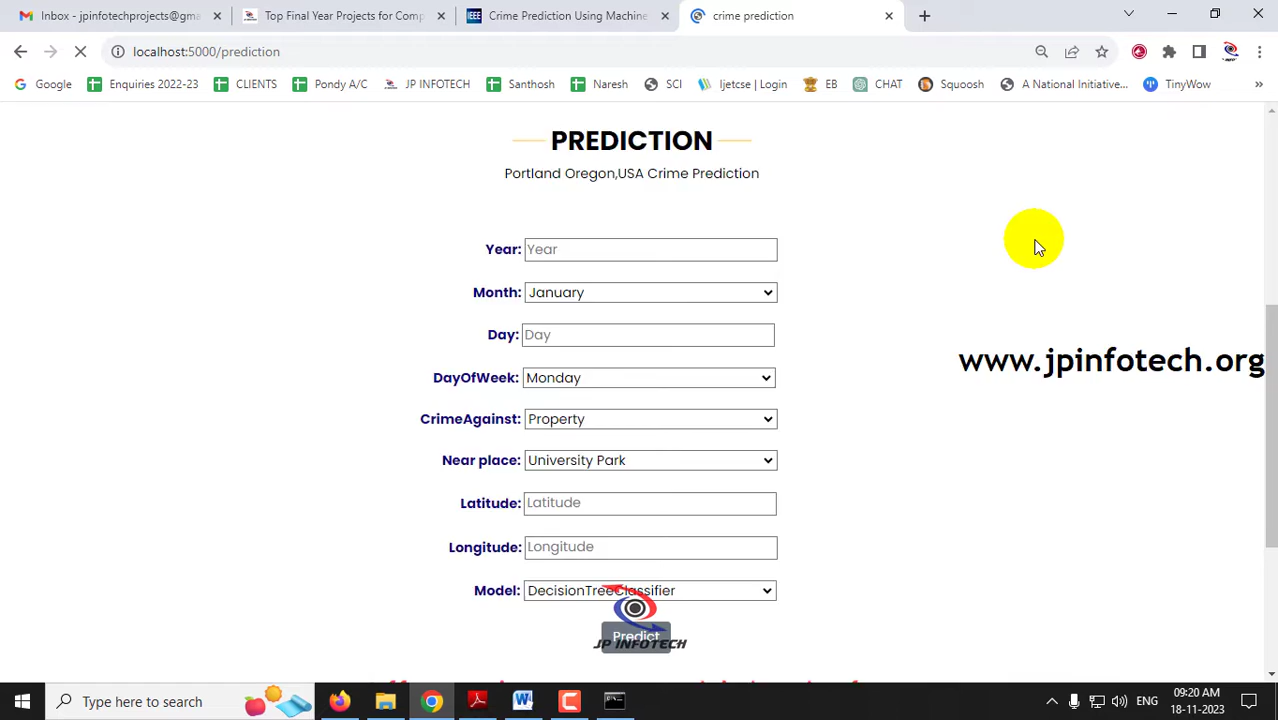 Inbox - jpinfotechprojects@gma
Top Final Year Projects for Comp
IEEE Crime Prediction Using Machine
crime prediction
localhost:5000/prediction
Google
Enquiries 2022-23
CLIENTS
Pondy A/C
JP INFOTECH
Santhosh
Naresh
SCI
Ijetcse | Login
EB
CHAT
Squoosh
A National Initiative...
TinyWow
»
PREDICTION
Portland Oregon,USA Crime Prediction
Year: Year
Month: January
Day: Day
DayOfWeek: Monday
www.jpinfotech.org
CrimeAgainst: Property
Near place: University Park
Latitude: Latitude
Longitude: Longitude
Model: DecisionTreeClassifier
Predict
JP INFOTECH
Type here to search
ENG
09:20 AM
18-11-2023